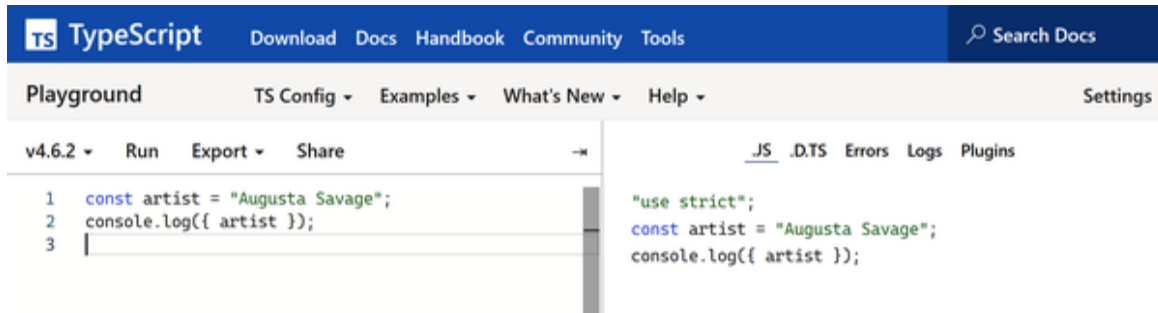 TS TypeScript Download Docs Handbook Community Tools Search Docs
Playground TS Config Examples What's New Help Settings
v4.6.2 Run Export Share .JS .D.TS Errors Logs Plugins
1 const artist = "Augusta Savage";
2 console.log({ artist });
3
"use strict";
const artist = "Augusta Savage";
console.log({ artist });